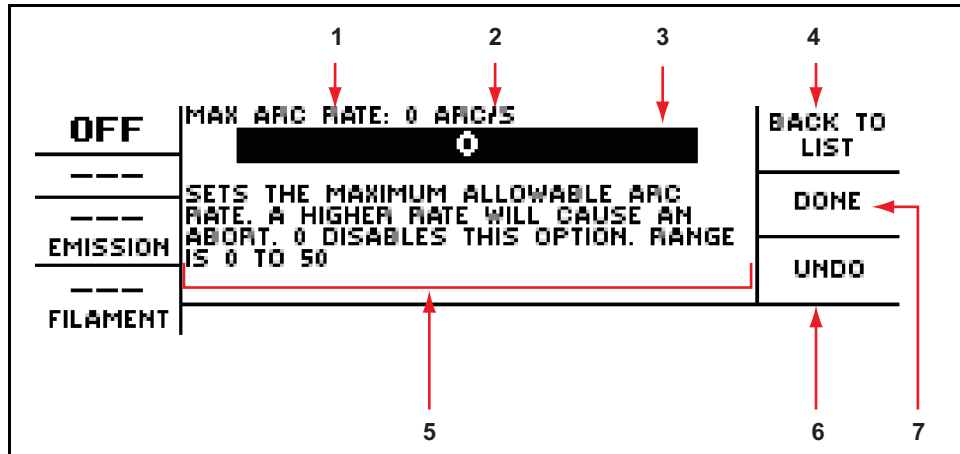 1 2 3 4
OFF
---
---
EMISSION
---
FILAMENT
MAX ARC RATE: 0 ARC/S
0
SETS THE MAXIMUM ALLOWABLE ARC
RATE. A HIGHER RATE WILL CAUSE AN
ABORT. 0 DISABLES THIS OPTION. RANGE
IS 0 TO 50
BACK TO
LIST
DONE
UNDO
5 6 7